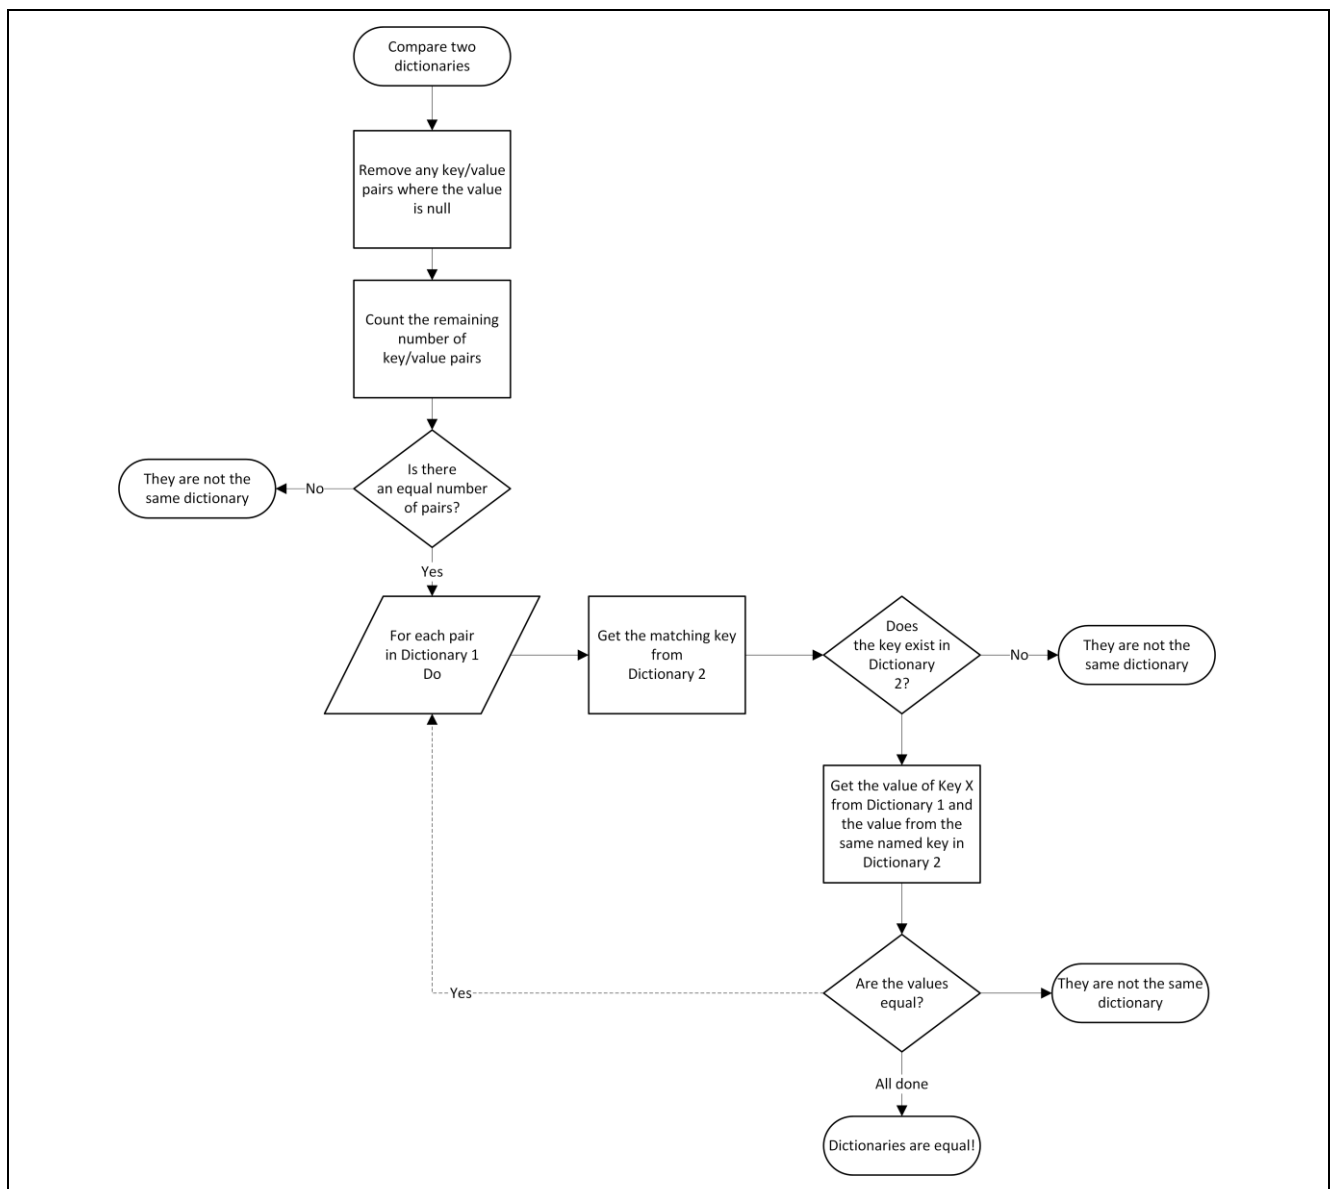 Compare two
dictionaries
Remove any key/value
pairs where the value
is null
Count the remaining
number of
key/value pairs
Is there
an equal number
of pairs?
No
They are not the
same dictionary
Yes
For each pair
in Dictionary 1
Do
Get the matching key
from
Dictionary 2
Does
the key exist in
Dictionary
2?
No
They are not the
same dictionary
Get the value of Key X
from Dictionary 1 and
the value from the
same named key in
Dictionary 2
Are the values
equal?
Yes
They are not the same
dictionary
All done
Dictionaries are equal!